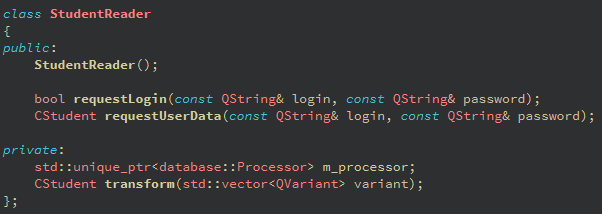 class StudentReader
{
public:
    StudentReader();

    bool requestLogin(const QString& login, const QString& password);
    CStudent requestUserData(const QString& login, const QString& password);

private:
    std::unique_ptr<database::Processor> m_processor;
    CStudent transform(std::vector<QVariant> variant);
};